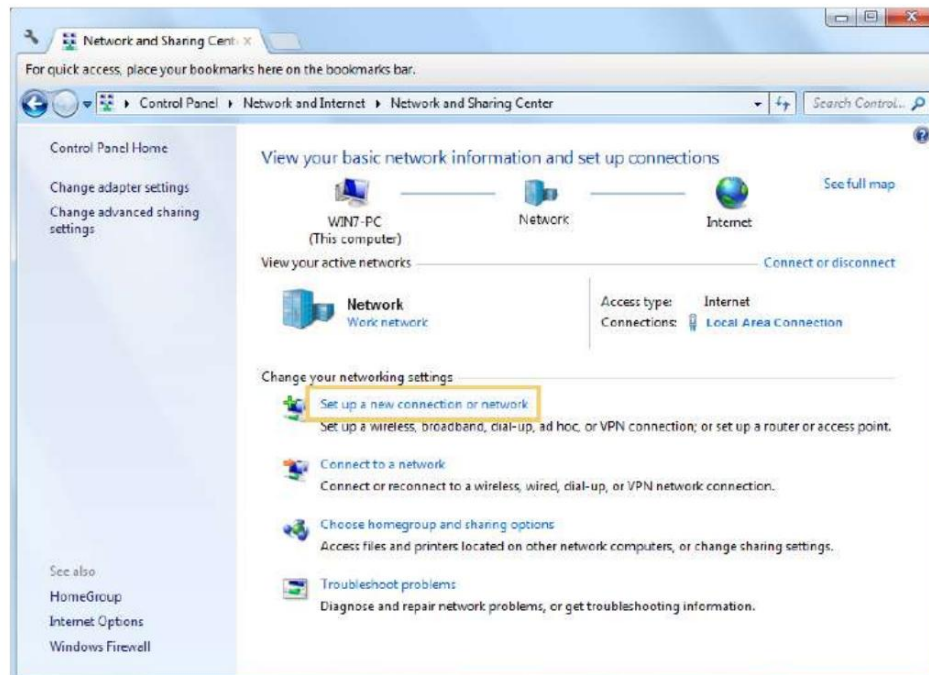 Network and Sharing Cent
For quick access, place your bookmarks here on the bookmarks bar.
Control Panel Network and Internet Network and Sharing Center
Search Control...
Control Panel Home
Change adapter settings
Change advanced sharing
settings
View your basic network information and set up connections
See full map
WIN7-PC
(This computer)
Network
Internet
View your active networks
Connect or disconnect
Network
Work network
Access type: Internet
Connections: Local Area Connection
Change your networking settings
Set up a new connection or network
Set up a wireless, broadband, dial-up, ad hoc, or VPN connection; or set up a router or access point.
Connect to a network
Connect or reconnect to a wireless, wired, dial-up, or VPN network connection.
Choose homegroup and sharing options
Access files and printers located on other network computers, or change sharing settings.
Troubleshoot problems
Diagnose and repair network problems, or get troubleshooting information.
See also
HomeGroup
Internet Options
Windows Firewall